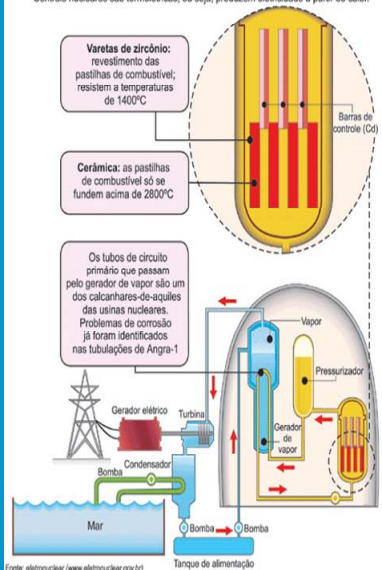 Centrais nucleares são termoelétricas, ou seja, produzem eletricidade a partir do calor.
Varetas de zircônio:
revestimento das
pastilhas de combustível;
resistem a temperaturas
de 1400ºC
Barras de
controle (Cd)
Cerâmica: as pastilhas
de combustível só se
fundem acima de 2800ºC
Os tubos de circuito
primário que passam
pelo gerador de vapor são um
dos calcanhares-de-aquiles
das usinas nucleares.
Problemas de corrosão
já foram identificados
nas tubulações de Angra-1
Vapor
Pressurizador
Gerador elétrico
Turbina
Gerador
de
vapor
Condensador
Bomba
Mar
Bomba
Bomba
Tanque de alimentação
Fonte: eletronuclear (www.eletronuclear.gov.br)